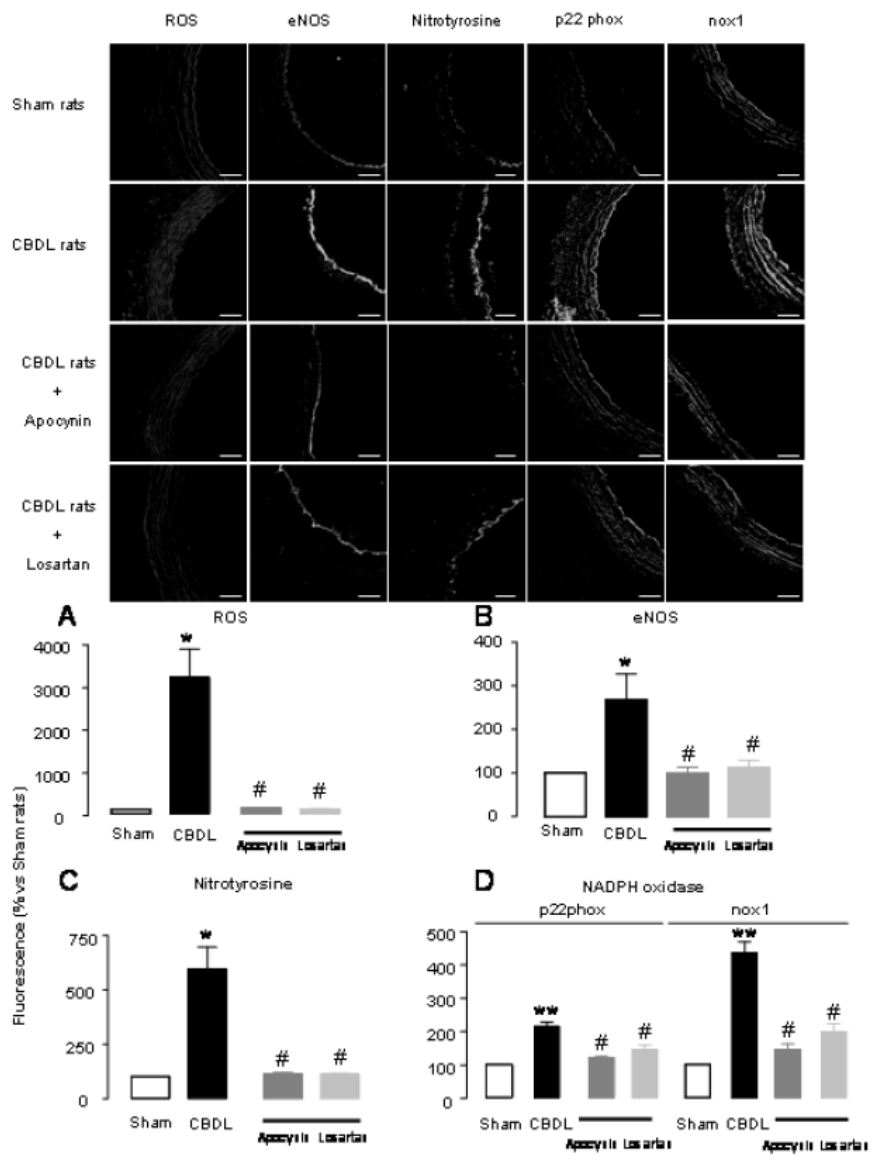 ROS eNOS Nitrotyrosine p22 phox nox1
Sham rats
CBDL rats
CBDL rats
+
Apocynin
CBDL rats
+
Losartan
A ROS
4000
3000
2000
1000
0
*
#
#
Sham CBDL Apocynin Losartan
B eNOS
400
300
200
100
0
*
#
#
Sham CBDL Apocynin Losartan
Fluorescence (% vs Sham rats)
C Nitrotyrosine
750
500
250
0
*
#
#
Sham CBDL Apocynin Losartan
D NADPH oxidase
p22phox nox1
500
400
300
200
100
0
**
#
#
**
#
#
Sham CBDL Apocynin Losartan Sham CBDL Apocynin Losartan